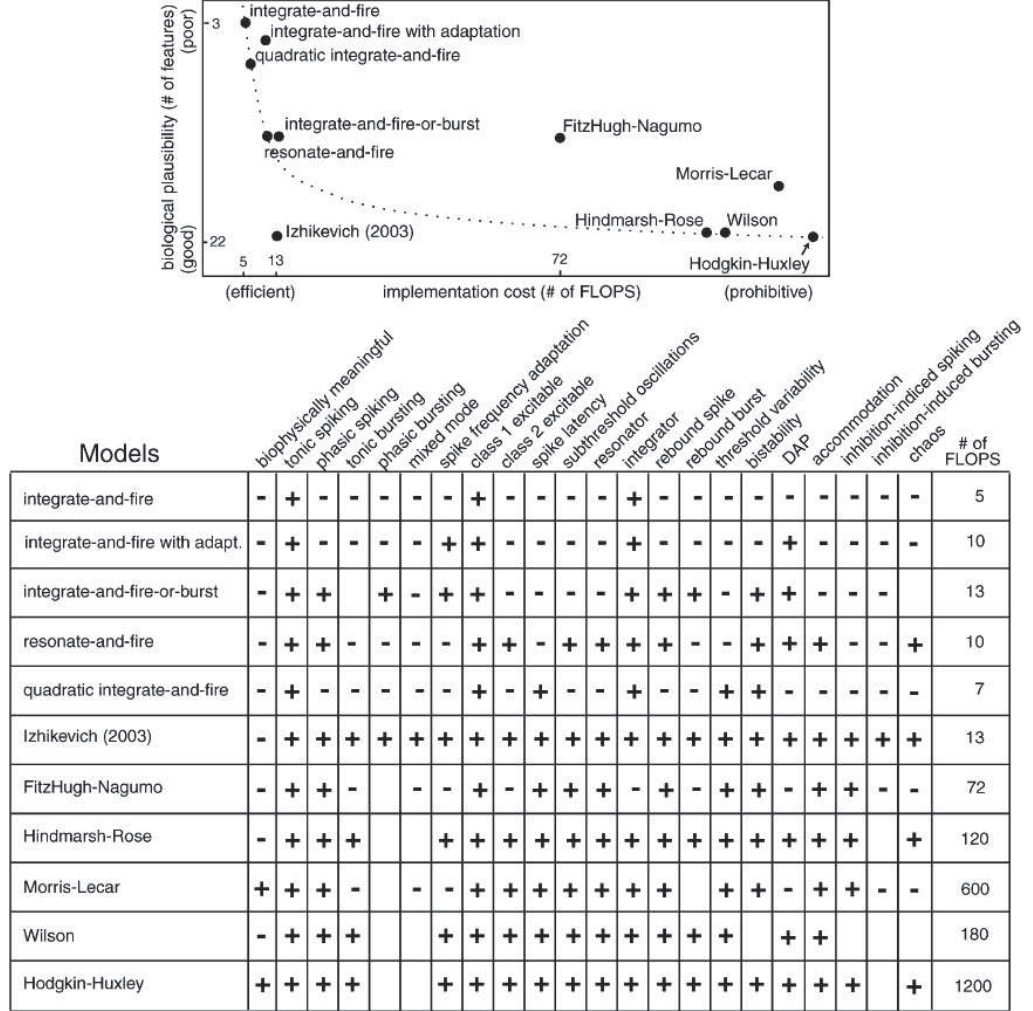 integrate-and-fire
3
integrate-and-fire with adaptation
quadratic integrate-and-fire
biological plausibility (# of features)
(poor)
(good)
integrate-and-fire-or-burst
resonate-and-fire
FitzHugh-Nagumo
Morris-Lecar
Hindmarsh-Rose
Wilson
Izhikevich (2003)
22
Hodgkin-Huxley
5
13
72
(efficient)
implementation cost (# of FLOPS)
(prohibitive)
Models
biophysically meaningful
tonic spiking
phasic spiking
tonic bursting
phasic bursting
mixed mode
spike frequency adaptation
class 1 excitable
class 2 excitable
spike latency
subthreshold oscillations
resonator
integrator
rebound spike
rebound burst
threshold variability
bistability
DAP
accommodation
inhibition-indiced spiking
inhibition-induced bursting
chaos
# of
FLOPS
integrate-and-fire - + - - - - - + - - - - + - - - - - - - - - 5
integrate-and-fire with adapt. - + - - - - + + - - - - + - - - - + - - - - 10
integrate-and-fire-or-burst - + + + - + + - - - - + + + - + + - - - 13
resonate-and-fire - + + - - - - + + - + + + + - - + + + - - + 10
quadratic integrate-and-fire - + - - - - - + - + - - + - - + + - - - - - 7
Izhikevich (2003) - + + + + + + + + + + + + + + + + + + + + + 13
FitzHugh-Nagumo - + + - - - + - + + + - + - + + - + + - - 72
Hindmarsh-Rose - + + + + + + + + + + + + + + + + + + 120
Morris-Lecar + + + - - - + + + + + + + + + - + + - - 600
Wilson - + + + + + + + + + + + + + + + 180
Hodgkin-Huxley + + + + + + + + + + + + + + + + + + + 1200